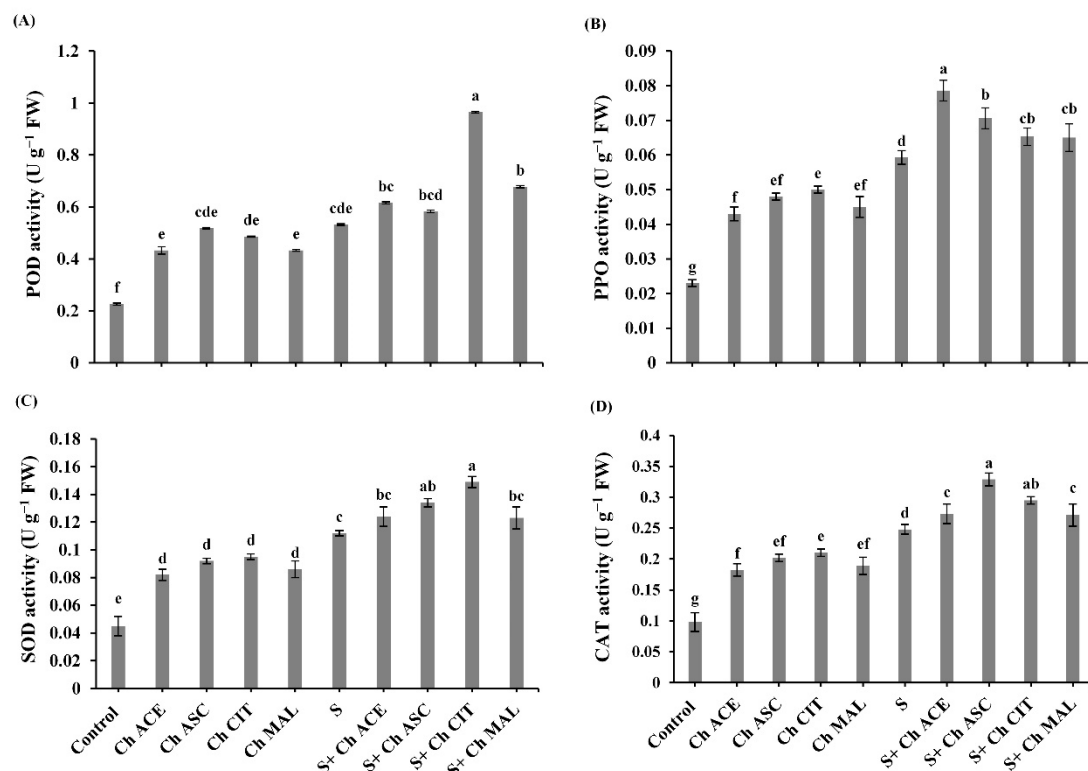 (A)
POD activity (U g⁻¹ FW)
1.2
1
0.8
0.6
0.4
0.2
0
f
e
cde
de
e
cde
bc
bcd
a
b
(B)
PPO activity (U g⁻¹ FW)
0.09
0.08
0.07
0.06
0.05
0.04
0.03
0.02
0.01
0
g
f
ef
e
ef
d
a
b
cb
cb
(C)
SOD activity (U g⁻¹ FW)
0.18
0.16
0.14
0.12
0.1
0.08
0.06
0.04
0.02
0
e
d
d
d
d
c
bc
ab
a
bc
Control
Ch ACE
Ch ASC
Ch CIT
Ch MAL
S
S+ Ch ACE
S+ Ch ASC
S+ Ch CIT
S+ Ch MAL
(D)
CAT activity (U g⁻¹ FW)
0.4
0.35
0.3
0.25
0.2
0.15
0.1
0.05
0
g
f
ef
e
ef
d
c
a
ab
c
Control
Ch ACE
Ch ASC
Ch CIT
Ch MAL
S
S+ Ch ACE
S+ Ch ASC
S+ Ch CIT
S+ Ch MAL